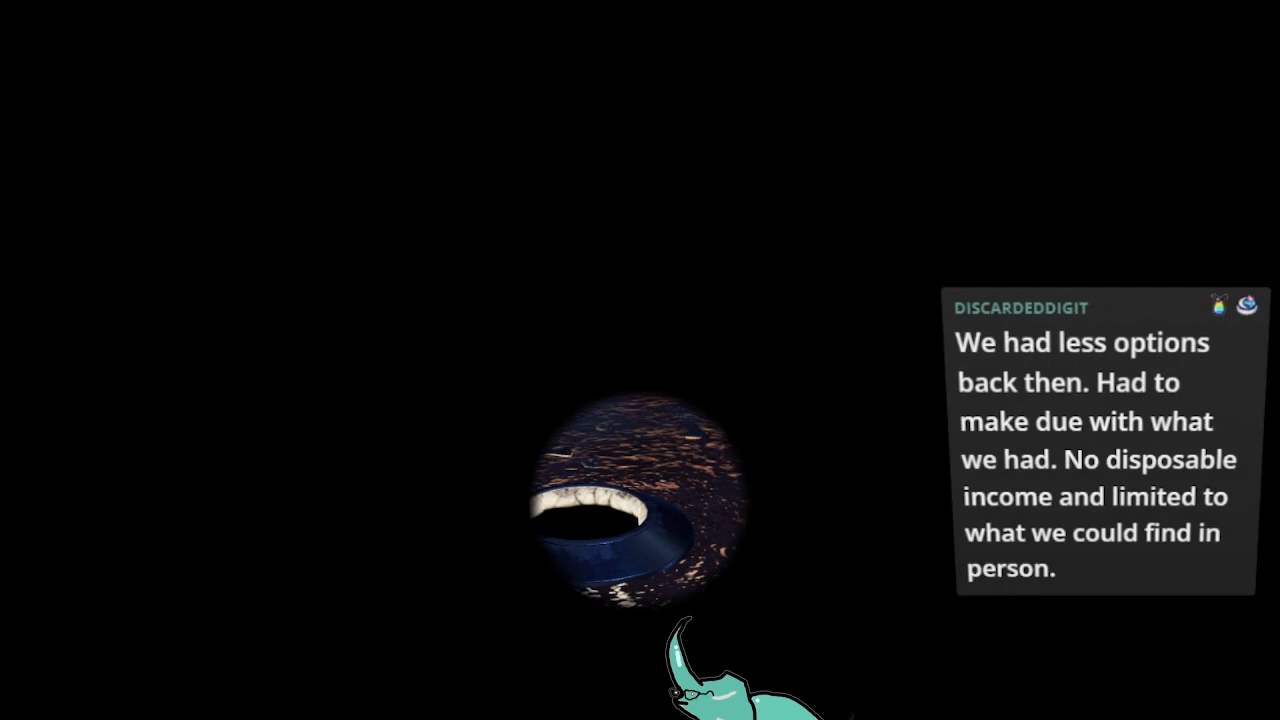 DISCARDEDDIGIT
We had less options
back then. Had to
make due with what
we had. No disposable
income and limited to
what we could find in
person.